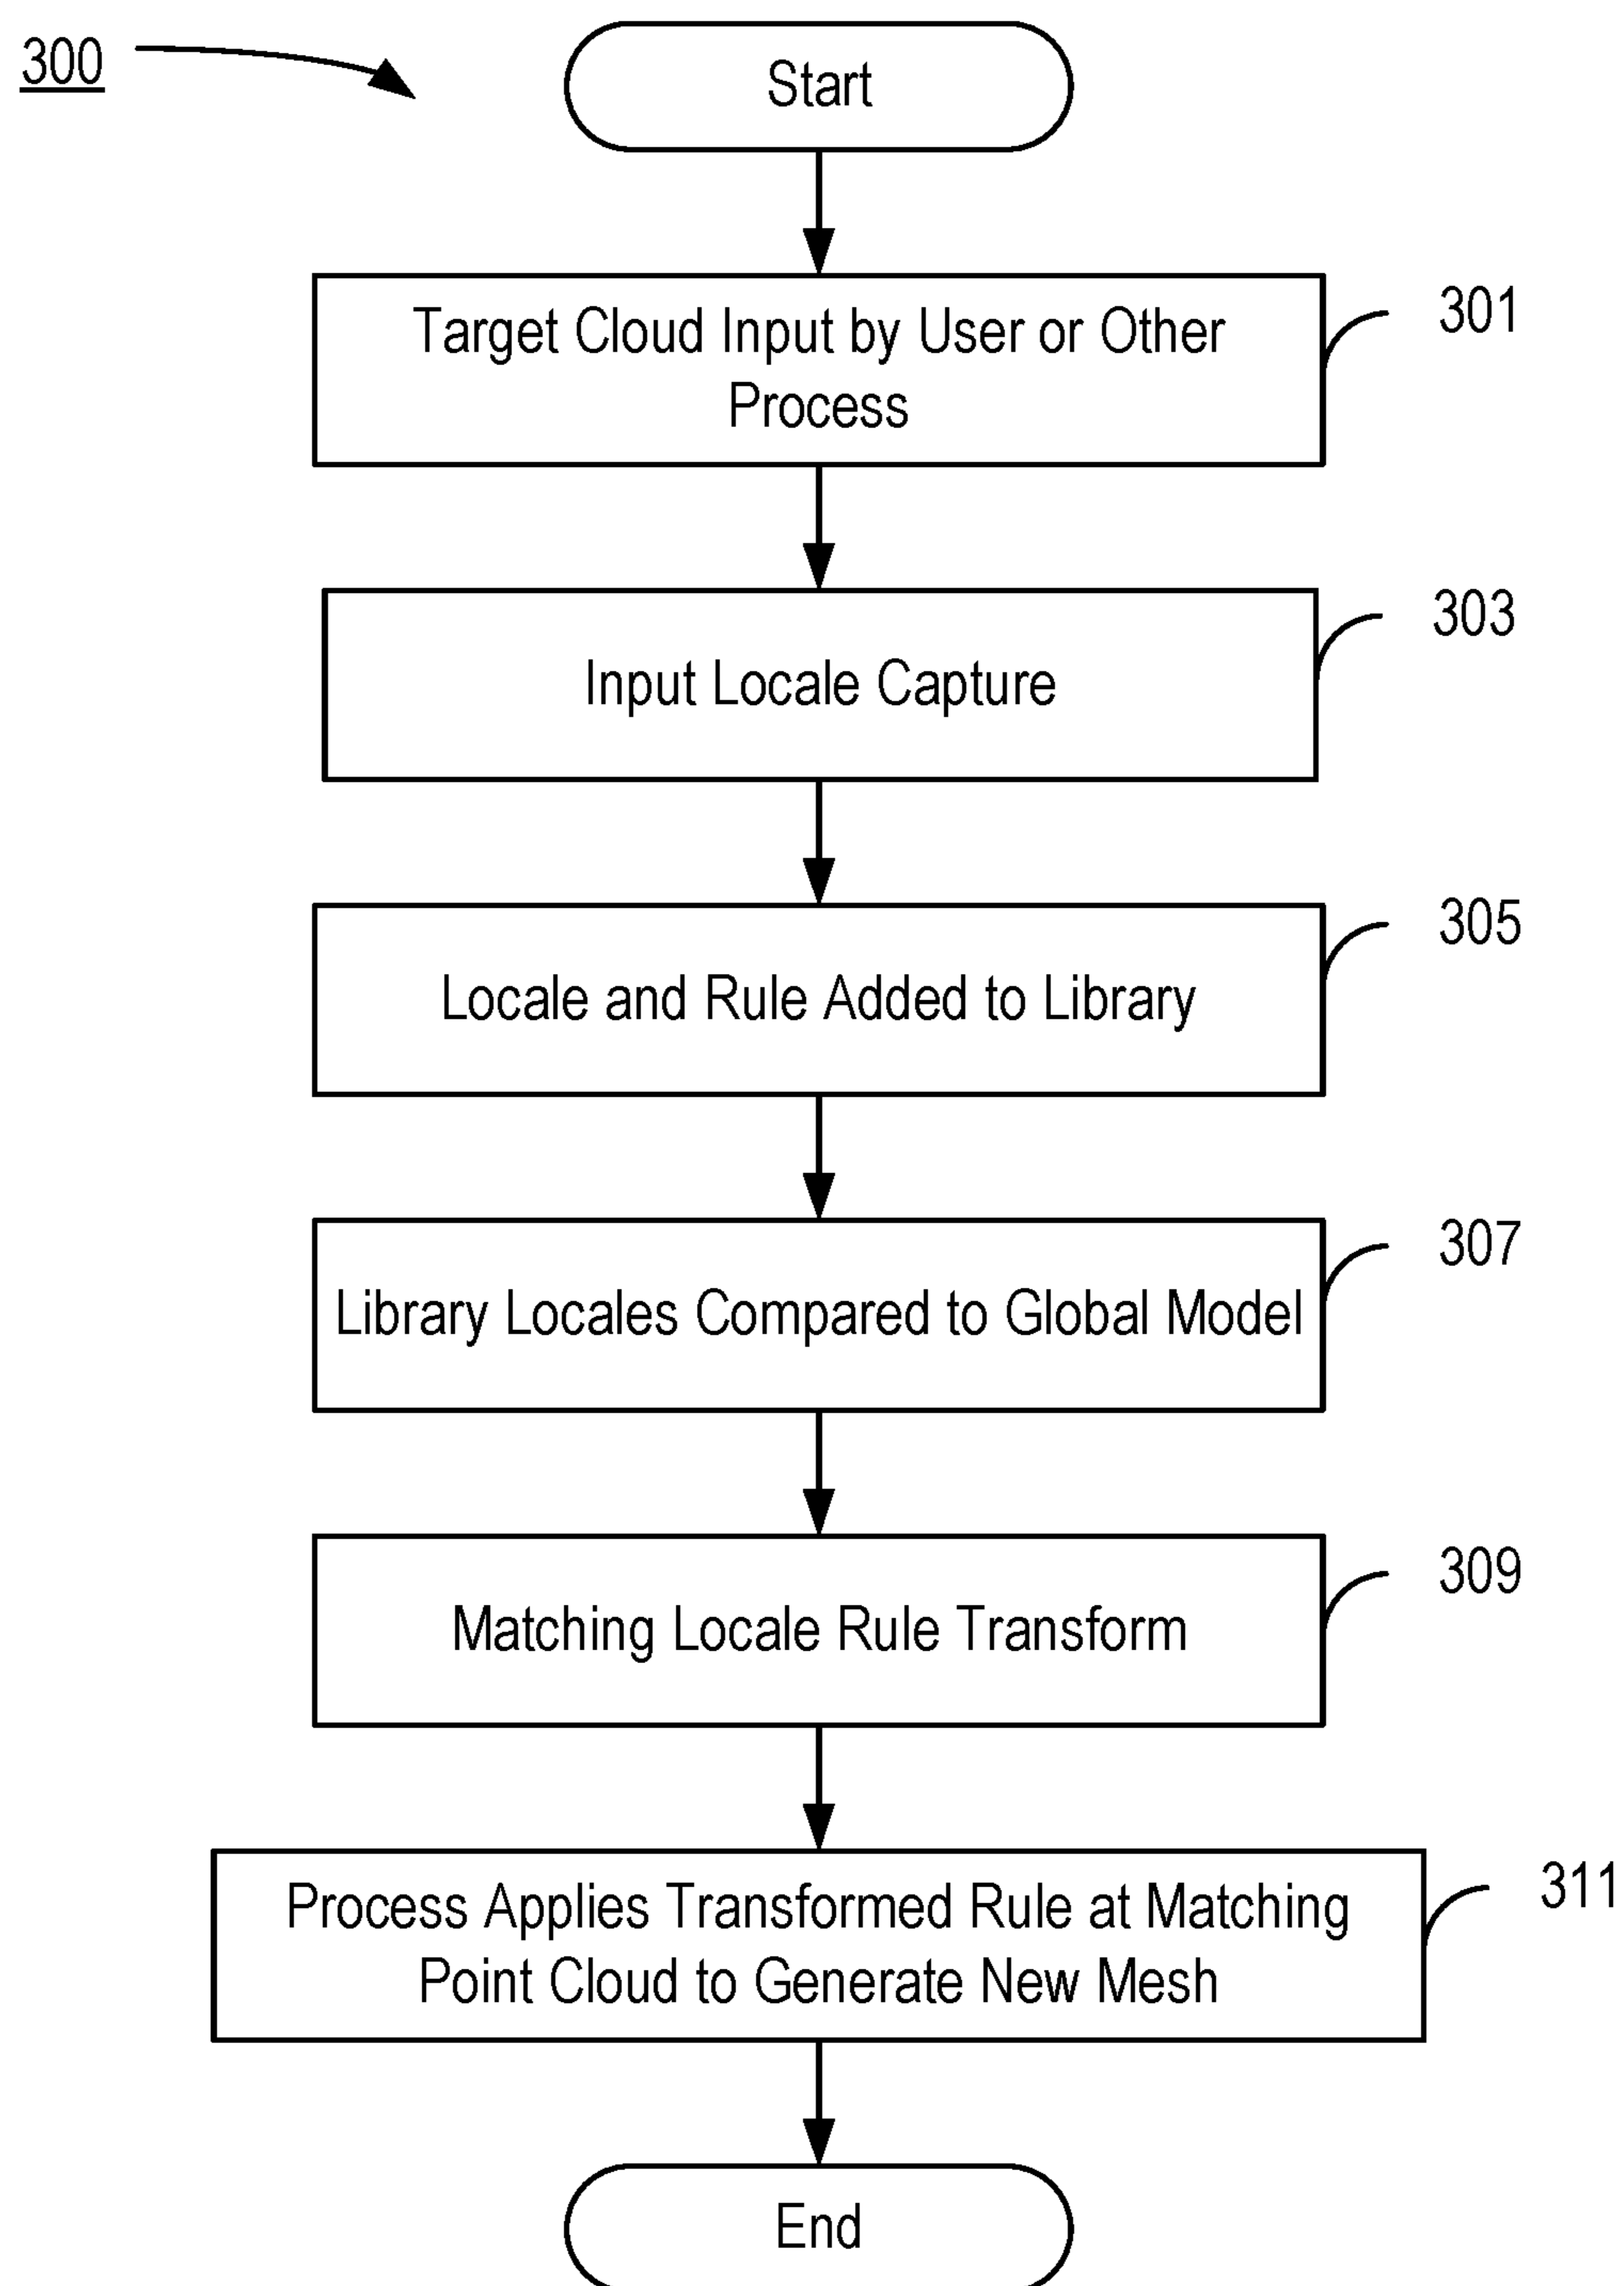 300
Start
Target Cloud Input by User or Other
Process
301
Input Locale Capture
303
Locale and Rule Added to Library
305
Library Locales Compared to Global Model
307
Matching Locale Rule Transform
309
Process Applies Transformed Rule at Matching
Point Cloud to Generate New Mesh
311
End